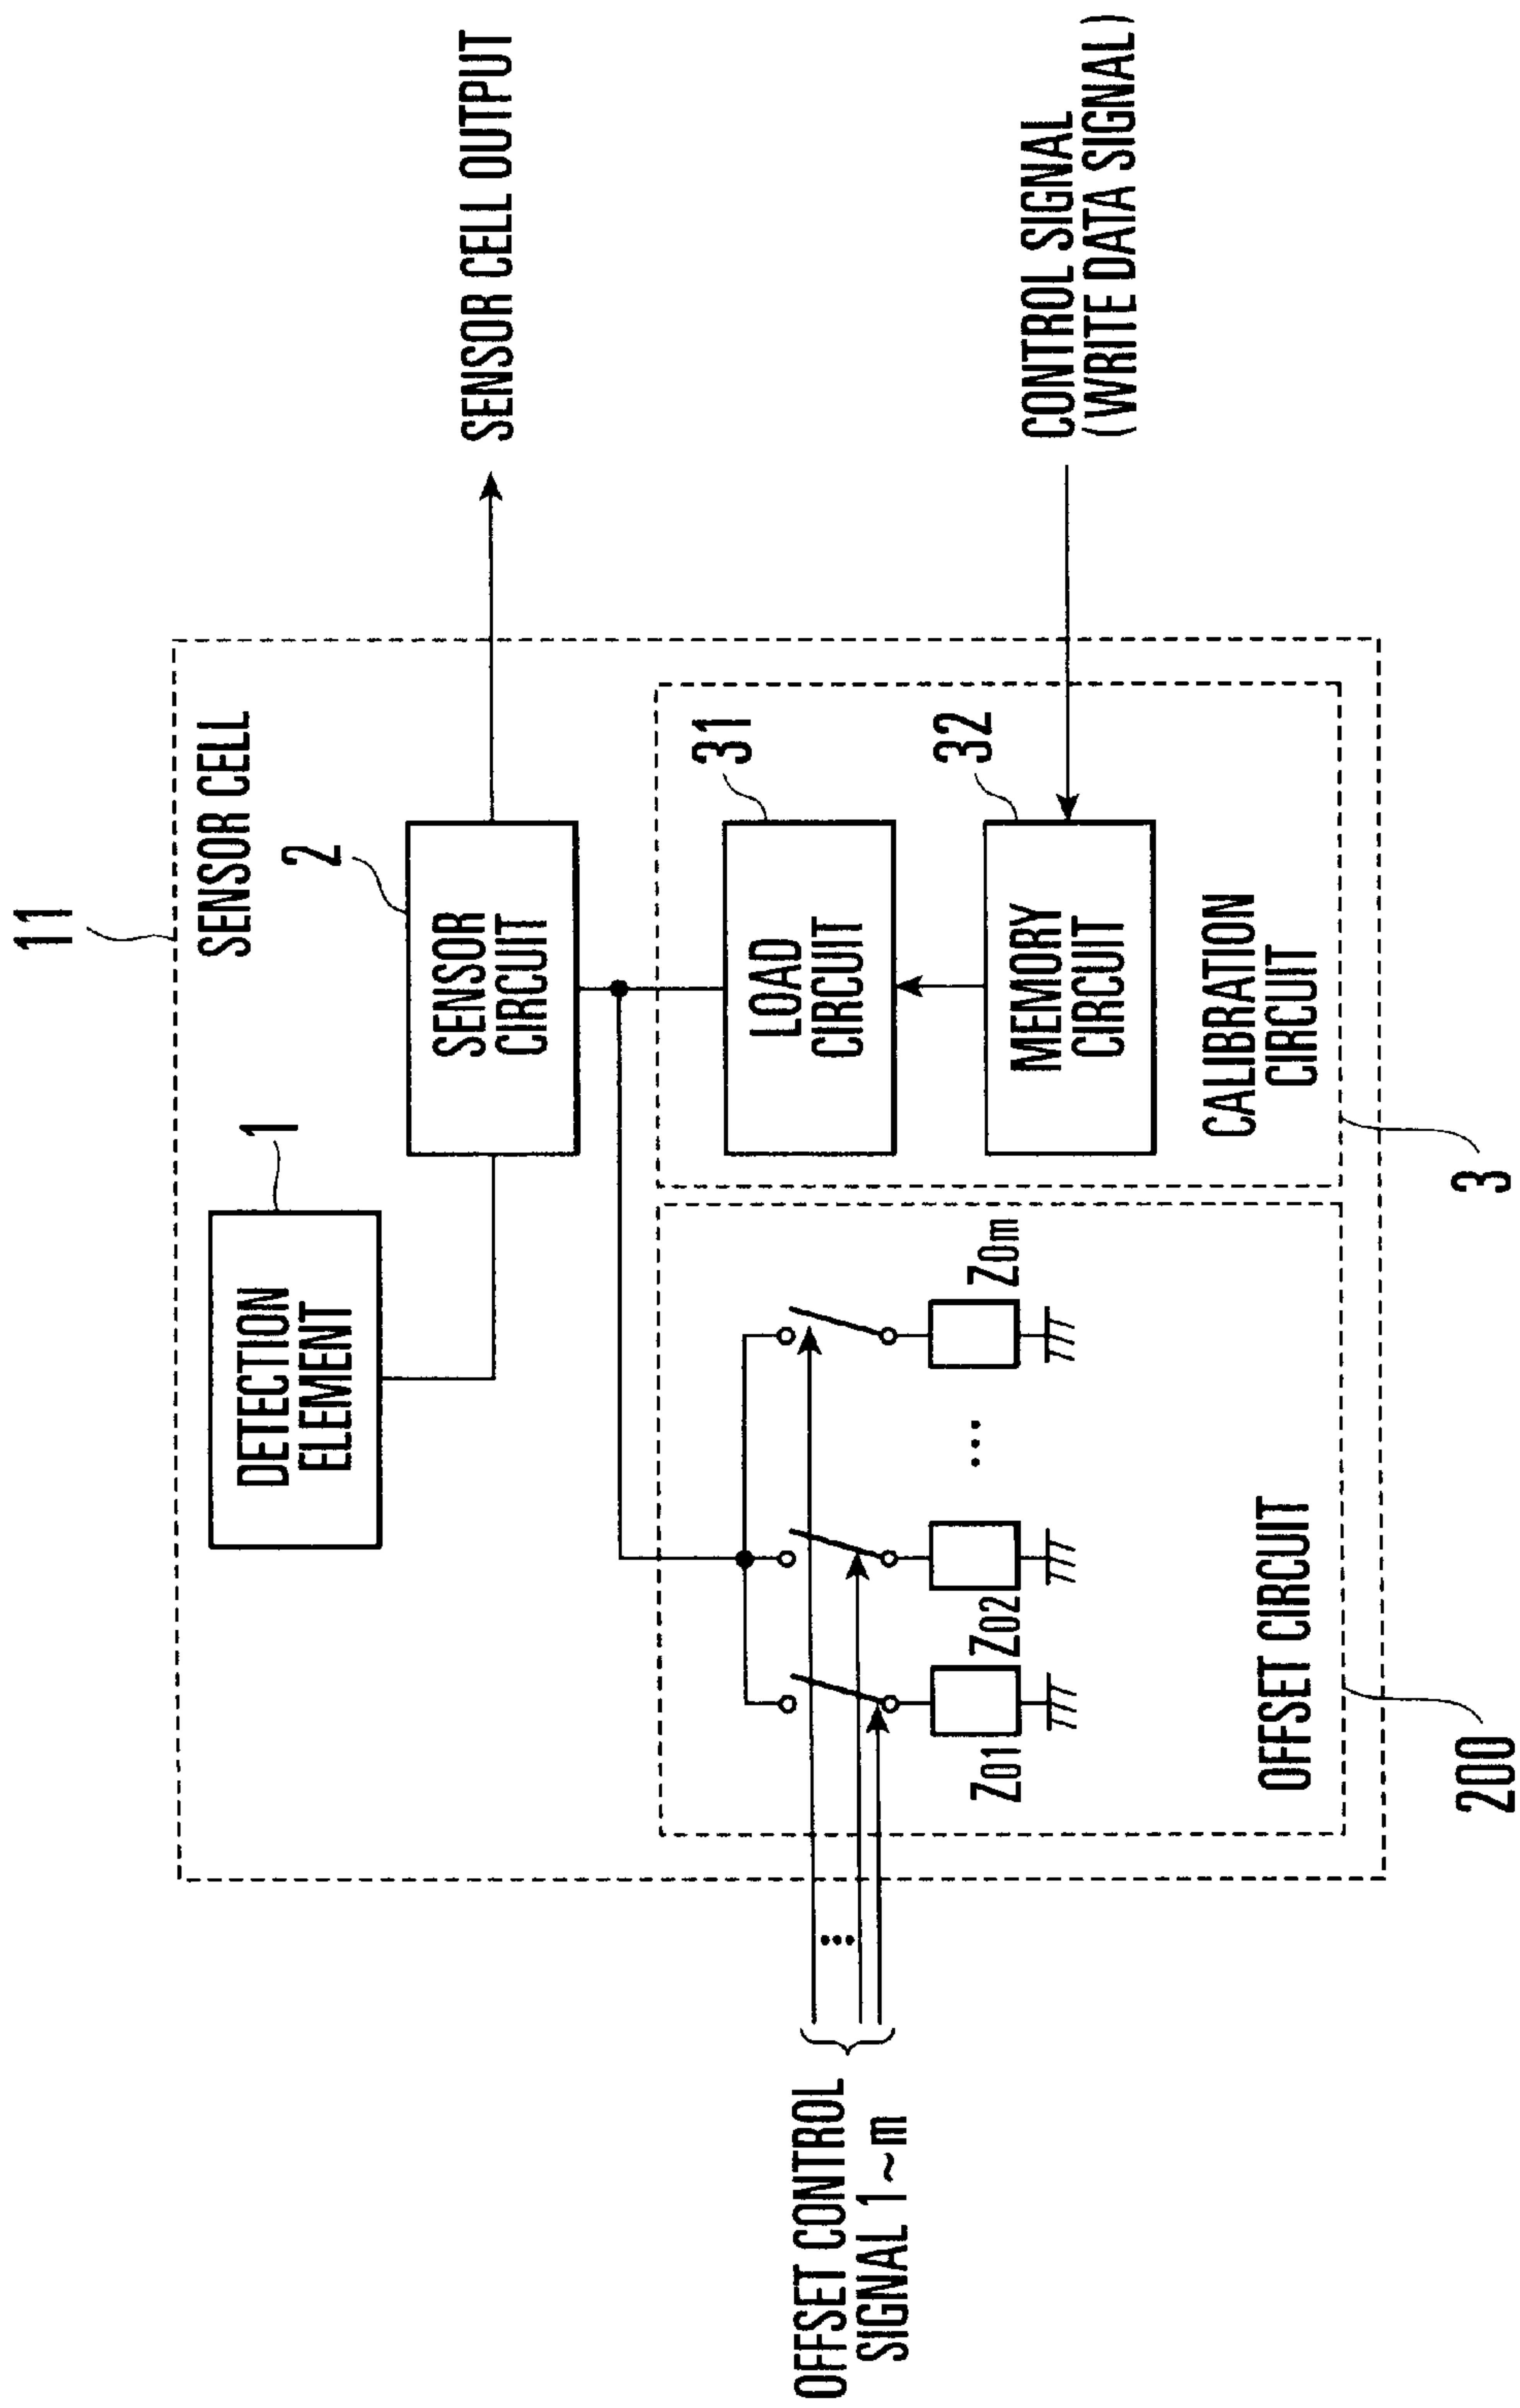 11
SENSOR CELL
1
DETECTION
ELEMENT
2
SENSOR
CIRCUIT
SENSOR CELL OUTPUT
OFFSET CONTROL
SIGNAL 1~m
Z01
Z02
Z0m
OFFSET CIRCUIT
200
31
LOAD
CIRCUIT
32
MEMORY
CIRCUIT
CALIBRATION
CIRCUIT
3
CONTROL SIGNAL
(WRITE DATA SIGNAL)